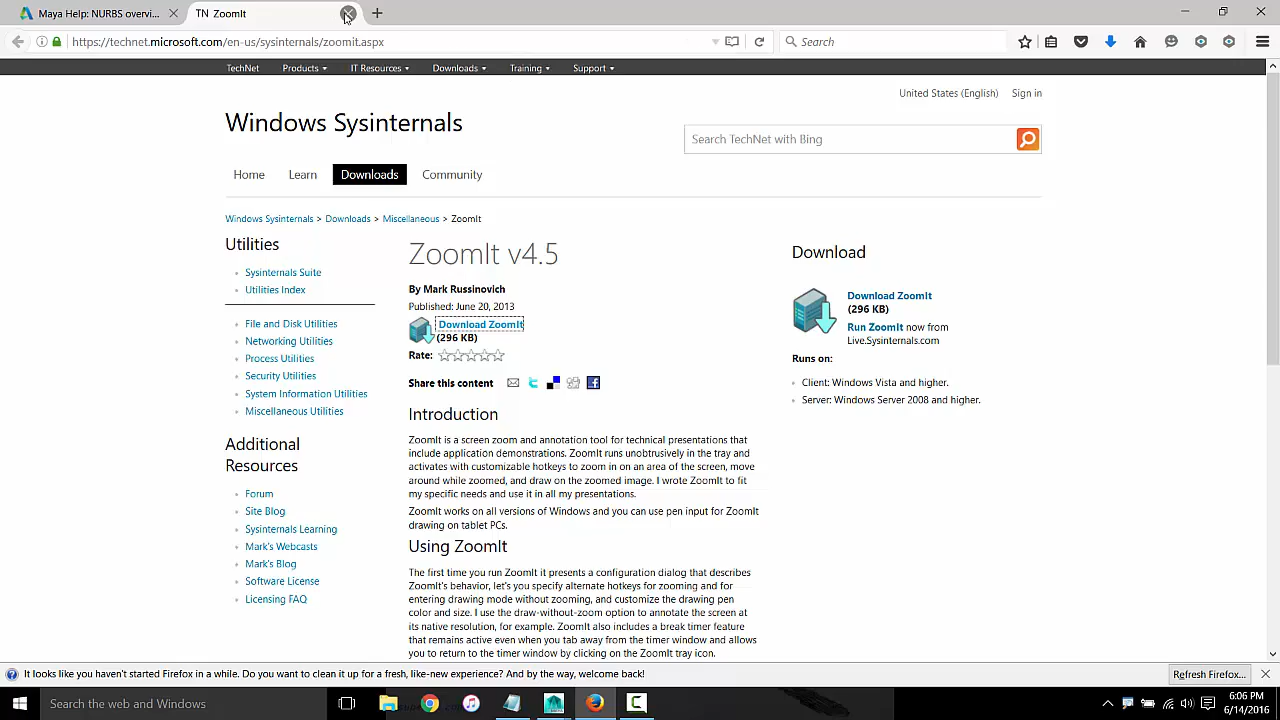 Maya Help: NURBS overvi...
TN ZoomIt
https://technet.microsoft.com/en-us/sysinternals/zoomit.aspx
Search
TechNet
Products
IT Resources
Downloads
Training
Support
United States (English)
Sign in
Windows Sysinternals
Search TechNet with Bing
Home
Learn
Downloads
Community
Windows Sysinternals > Downloads > Miscellaneous > ZoomIt
Utilities
Sysinternals Suite
Utilities Index
File and Disk Utilities
Networking Utilities
Process Utilities
Security Utilities
System Information Utilities
Miscellaneous Utilities
Additional
Resources
Forum
Site Blog
Sysinternals Learning
Mark's Webcasts
Mark's Blog
Software License
Licensing FAQ
ZoomIt v4.5
By Mark Russinovich
Published: June 20, 2013
Download ZoomIt
(296 KB)
Rate:
Share this content
Introduction
ZoomIt is a screen zoom and annotation tool for technical presentations that
include application demonstrations. ZoomIt runs unobtrusively in the tray and
activates with customizable hotkeys to zoom in on an area of the screen, move
around while zoomed, and draw on the zoomed image. I wrote ZoomIt to fit
my specific needs and use it in all my presentations.
ZoomIt works on all versions of Windows and you can use pen input for ZoomIt
drawing on tablet PCs.
Using ZoomIt
The first time you run ZoomIt it presents a configuration dialog that describes
ZoomIt's behavior, let's you specify alternate hotkeys for zooming and for
entering drawing mode without zooming, and customize the drawing pen
color and size. I use the draw-without-zoom option to annotate the screen at
its native resolution, for example. ZoomIt also includes a break timer feature
that remains active even when you tab away from the timer window and allows
you to return to the timer window by clicking on the ZoomIt tray icon.
Download
Download ZoomIt
(296 KB)
Run ZoomIt now from
Live.Sysinternals.com
Runs on:
Client: Windows Vista and higher.
Server: Windows Server 2008 and higher.
It looks like you haven't started Firefox in a while. Do you want to clean it up for a fresh, like-new experience? And by the way, welcome back!
Refresh Firefox...
Search the web and Windows
6:06 PM
6/14/2016